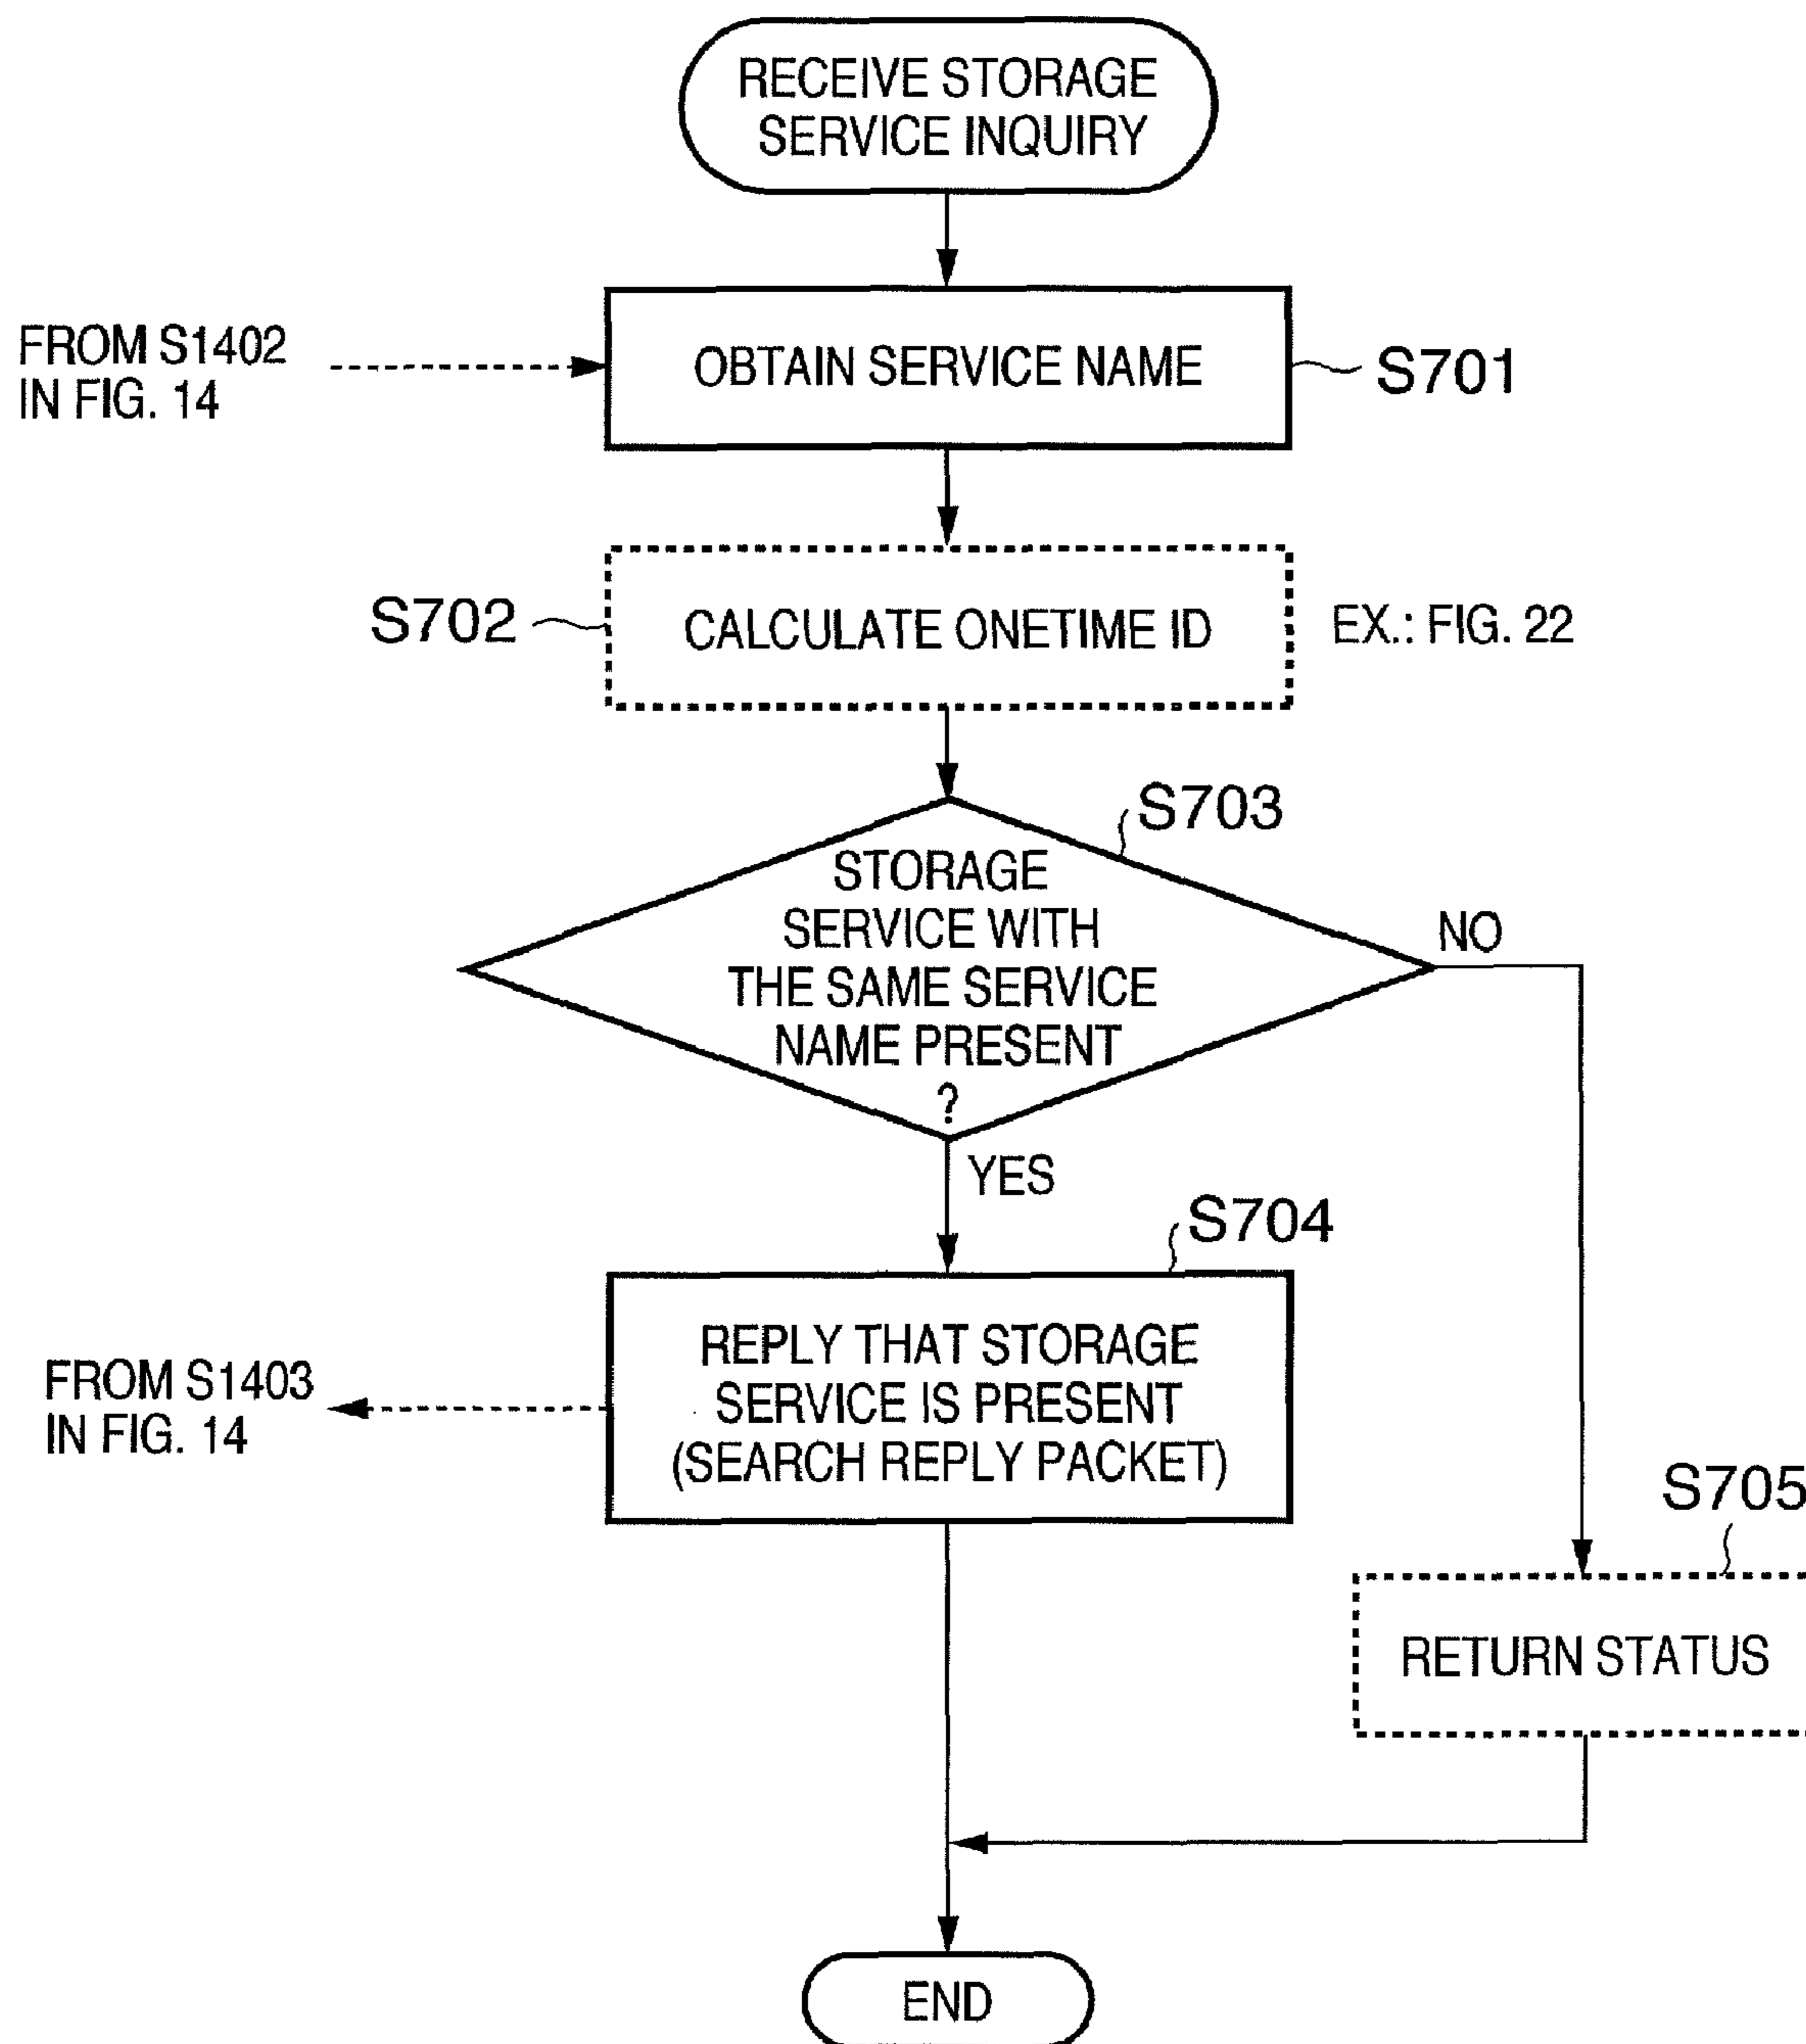 RECEIVE STORAGE
SERVICE INQUIRY
FROM S1402
IN FIG. 14
OBTAIN SERVICE NAME
S701
S702
CALCULATE ONETIME ID
EX.: FIG. 22
S703
STORAGE
SERVICE WITH
THE SAME SERVICE
NAME PRESENT
?
NO
YES
S704
REPLY THAT STORAGE
SERVICE IS PRESENT
(SEARCH REPLY PACKET)
FROM S1403
IN FIG. 14
S705
RETURN STATUS
END